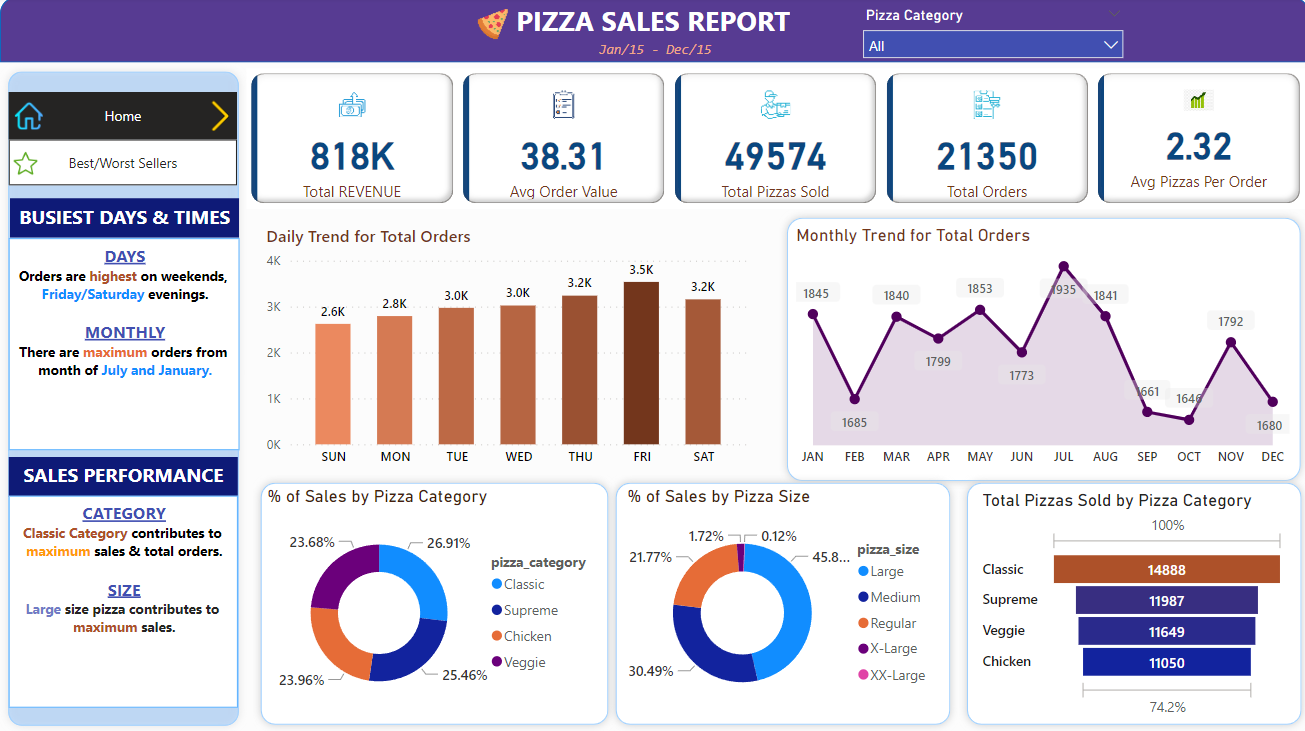 PIZZA SALES REPORT
Jan/15 - Dec/15
Pizza Category
All
Home
Best/Worst Sellers
BUSIEST DAYS & TIMES
DAYS
Orders are highest on weekends,
Friday/Saturday evenings.
MONTHLY
There are maximum orders from
month of July and January.
SALES PERFORMANCE
CATEGORY
Classic Category contributes to
maximum sales & total orders.
SIZE
Large size pizza contributes to
maximum sales.
818K
Total REVENUE
38.31
Avg Order Value
49574
Total Pizzas Sold
21350
Total Orders
2.32
Avg Pizzas Per Order
Daily Trend for Total Orders
4K
3K
2K
1K
0K
2.6K
2.8K
3.0K
3.0K
3.2K
3.5K
3.2K
SUN MON TUE WED THU FRI SAT
Monthly Trend for Total Orders
1845
1685
1840
1799
1853
1773
1935
1841
1661
1646
1792
1680
JAN FEB MAR APR MAY JUN JUL AUG SEP OCT NOV DEC
% of Sales by Pizza Category
23.68%
26.91%
23.96%
25.46%
pizza_category
Classic
Supreme
Chicken
Veggie
% of Sales by Pizza Size
1.72%
0.12%
21.77%
45.8...
30.49%
pizza_size
Large
Medium
Regular
X-Large
XX-Large
Total Pizzas Sold by Pizza Category
100%
Classic 14888
Supreme 11987
Veggie 11649
Chicken 11050
74.2%